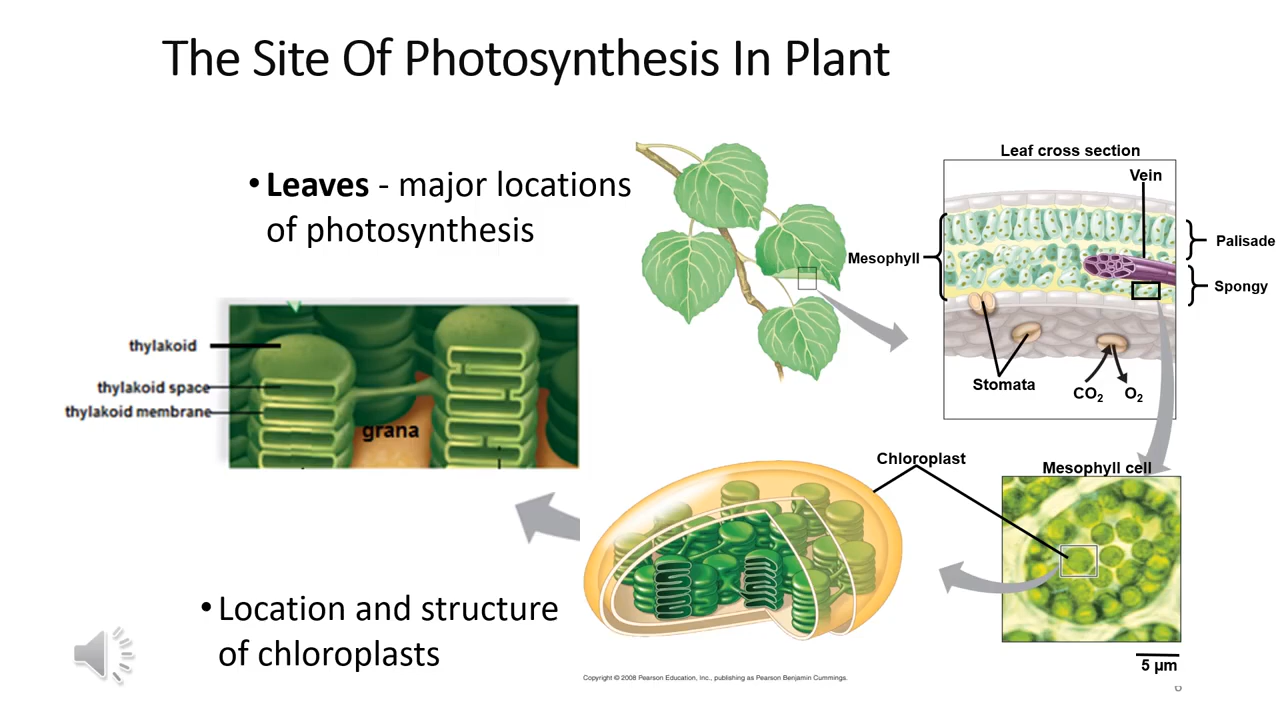 The Site Of Photosynthesis In Plant
• Leaves - major locations
of photosynthesis
Leaf cross section
Vein
Mesophyll
Palisade
Spongy
Stomata
CO₂
O₂
thylakoid
thylakoid space
thylakoid membrane
grana
Chloroplast
Mesophyll cell
• Location and structure
of chloroplasts
5 µm
Copyright © 2008 Pearson Education, Inc., publishing as Pearson Benjamin Cummings.